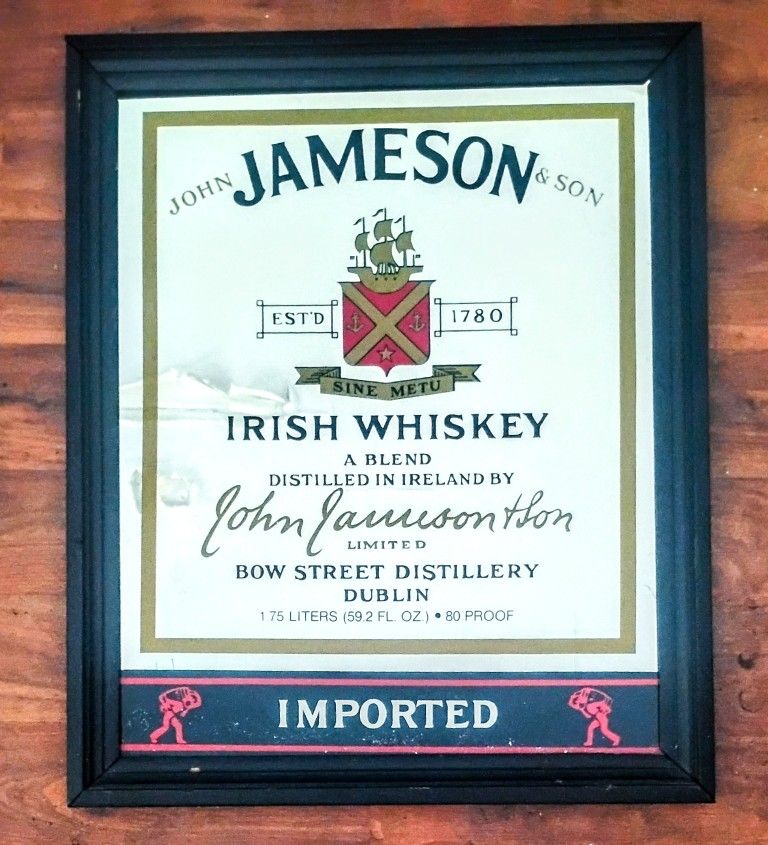 JOHN JAMESON & SON
EST'D 1780
SINE METU
IRISH WHISKEY
A BLEND
DISTILLED IN IRELAND BY
John Jameson & Son
LIMITED
BOW STREET DISTILLERY
DUBLIN
1.75 LITERS (59.2 FL. OZ.) • 80 PROOF
IMPORTED